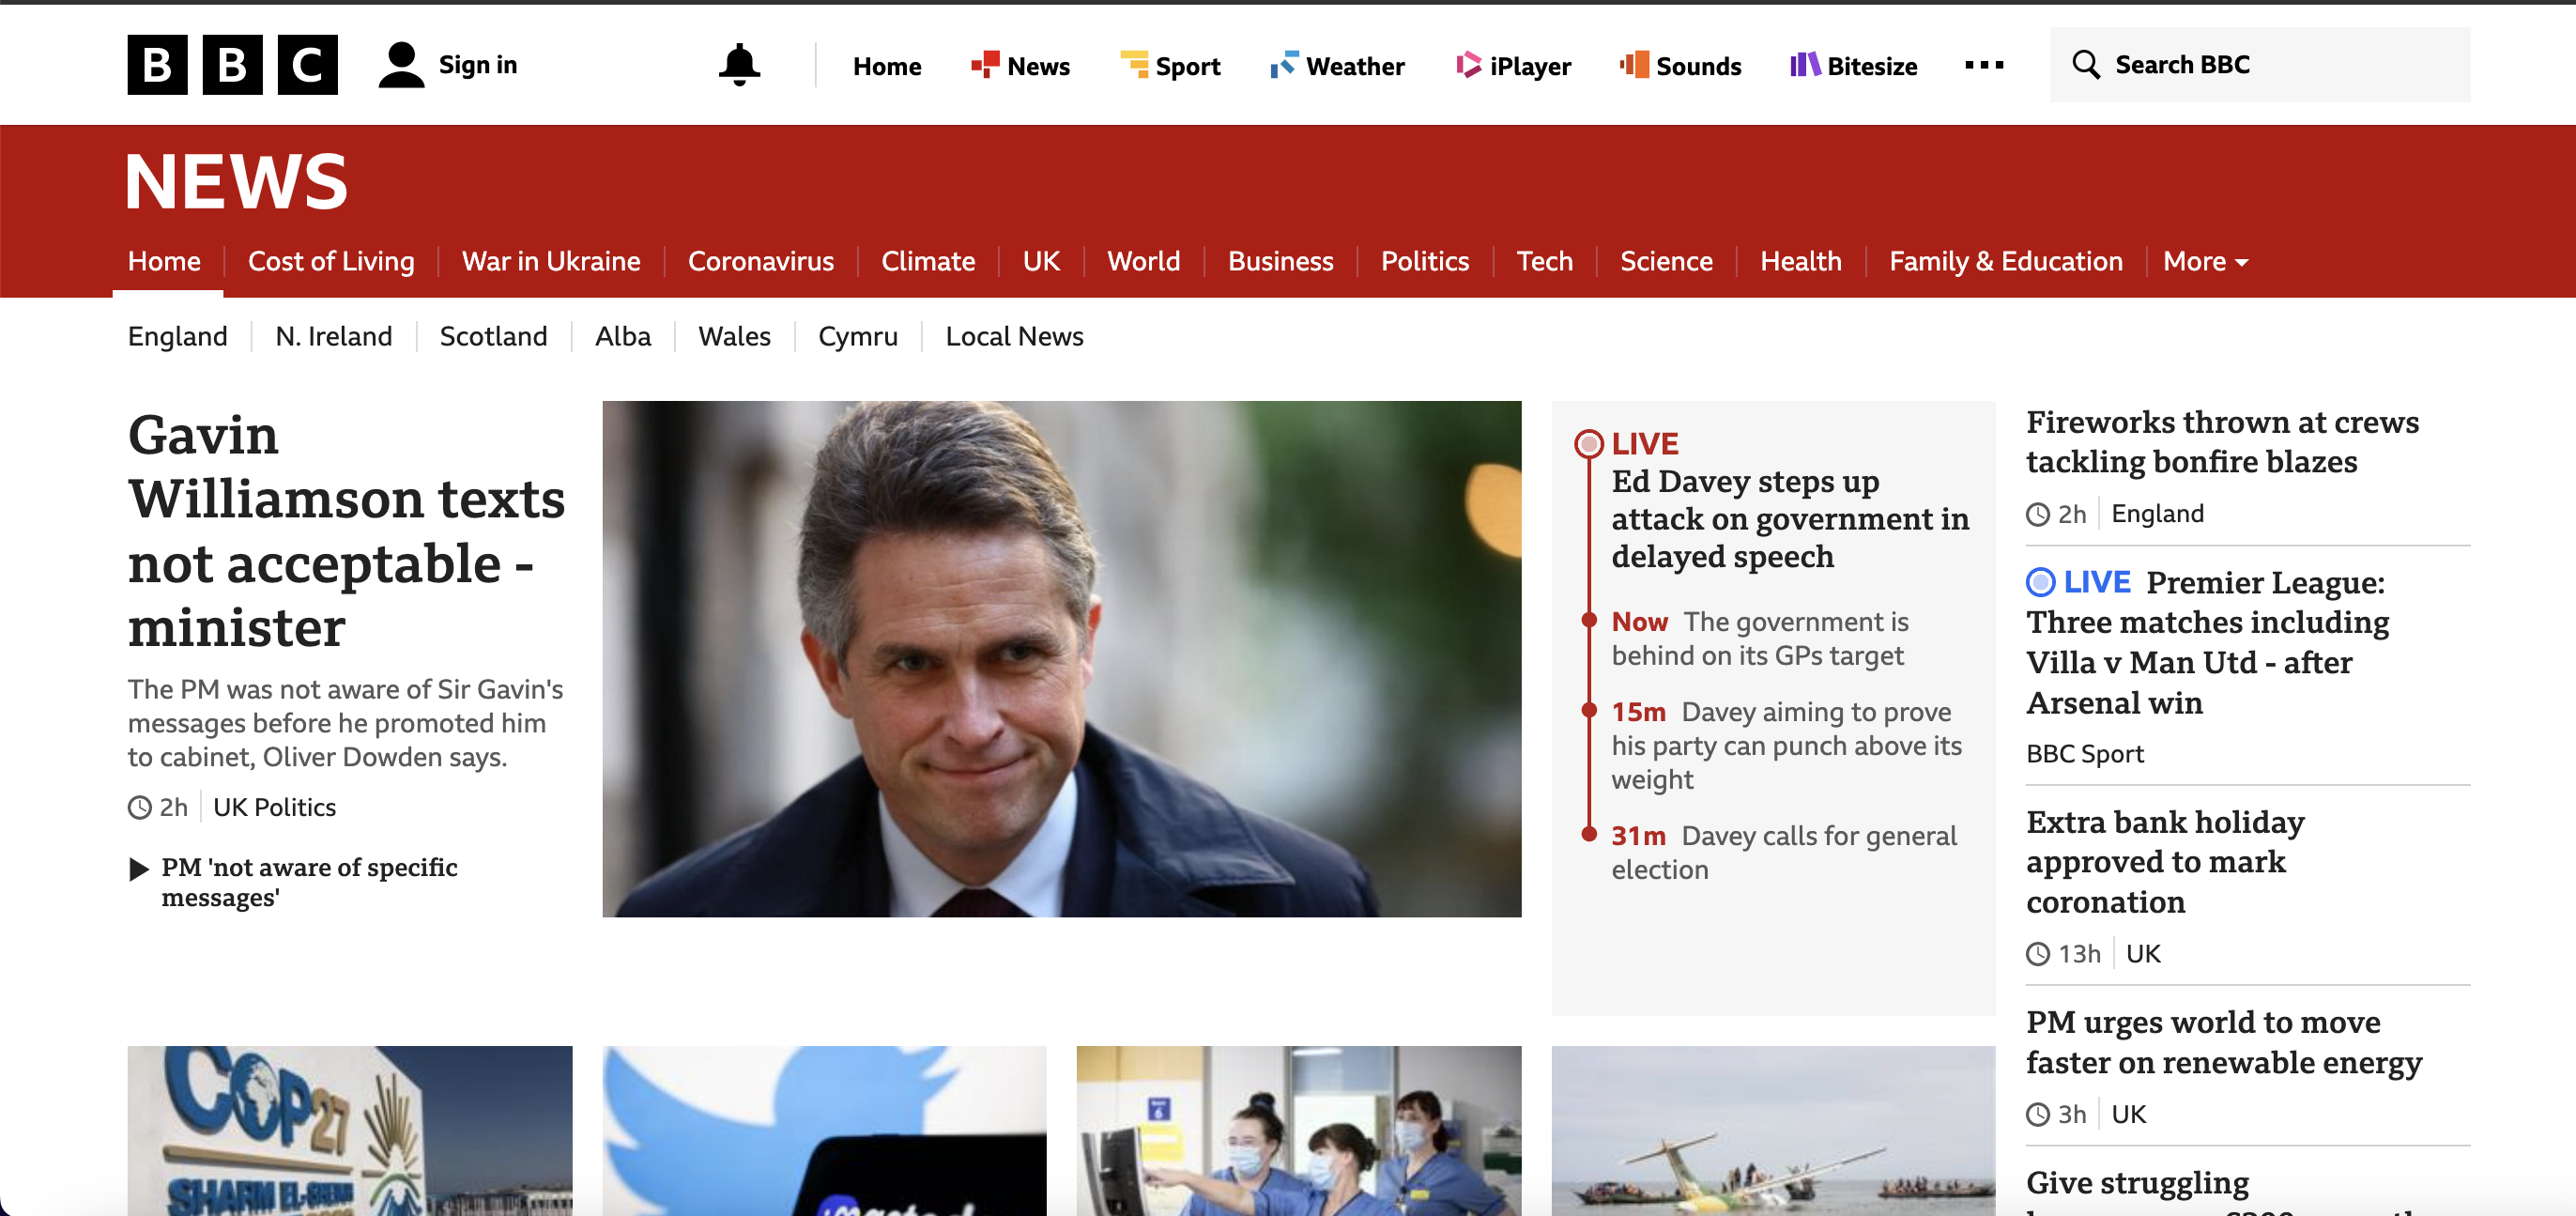 BBC
Sign in
Home
News
Sport
Weather
iPlayer
Sounds
Bitesize
Search BBC
NEWS
Home
Cost of Living
War in Ukraine
Coronavirus
Climate
UK
World
Business
Politics
Tech
Science
Health
Family & Education
More
England
N. Ireland
Scotland
Alba
Wales
Cymru
Local News
Gavin
Williamson texts
not acceptable -
minister
The PM was not aware of Sir Gavin's
messages before he promoted him
to cabinet, Oliver Dowden says.
2h
UK Politics
PM 'not aware of specific
messages'
LIVE
Ed Davey steps up
attack on government in
delayed speech
Now The government is
behind on its GPs target
15m Davey aiming to prove
his party can punch above its
weight
31m Davey calls for general
election
Fireworks thrown at crews
tackling bonfire blazes
2h
England
LIVE Premier League:
Three matches including
Villa v Man Utd - after
Arsenal win
BBC Sport
Extra bank holiday
approved to mark
coronation
13h
UK
PM urges world to move
faster on renewable energy
3h
UK
Give struggling
COP27
SHARM EL-SHEIKH
6